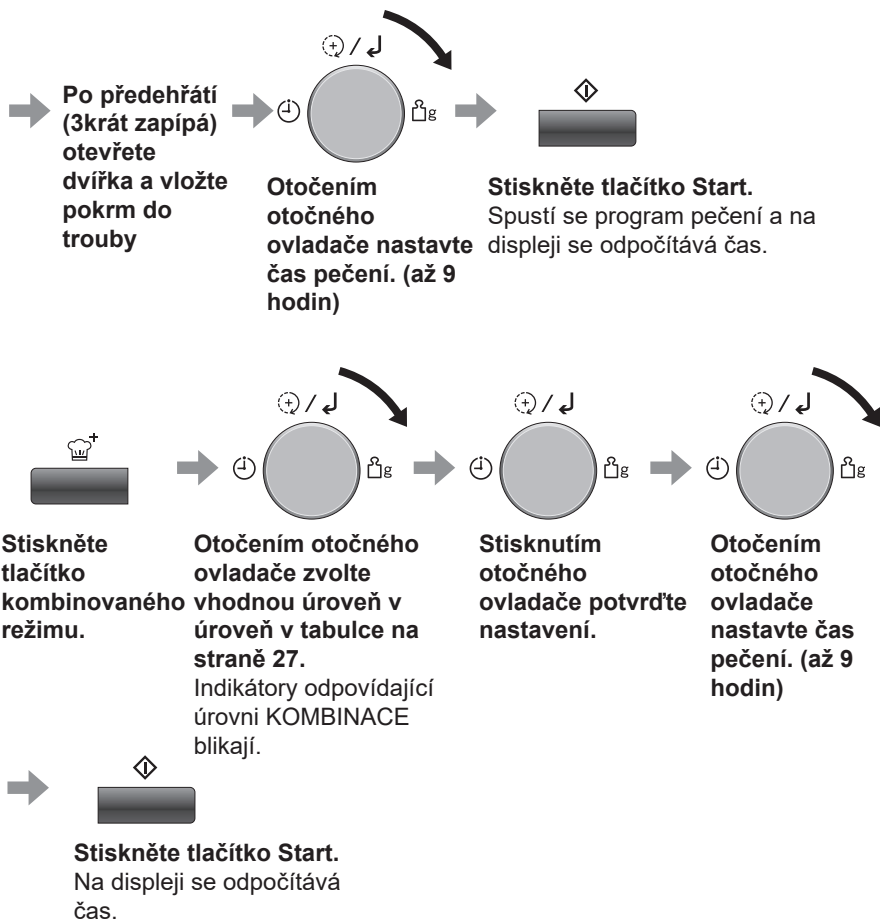 Po předehřátí
(3krát zapípá)
otevřete
dvířka a vložte
pokrm do
trouby
g
Otočením
otočného
ovladače nastavte
čas pečení. (až 9
hodin)
Stiskněte tlačítko Start.
Spustí se program pečení a na
displeji se odpočítává čas.
Stiskněte
tlačítko
kombinovaného
režimu.
g
Otočením otočného
ovladače zvolte
vhodnou úroveň v
úroveň v tabulce na
straně 27.
Indikátory odpovídající
úrovni KOMBINACE
blikají.
g
Stisknutím
otočného
ovladače potvrďte
nastavení.
g
Otočením
otočného
ovladače
nastavte čas
pečení. (až 9
hodin)
Stiskněte tlačítko Start.
Na displeji se odpočítává
čas.